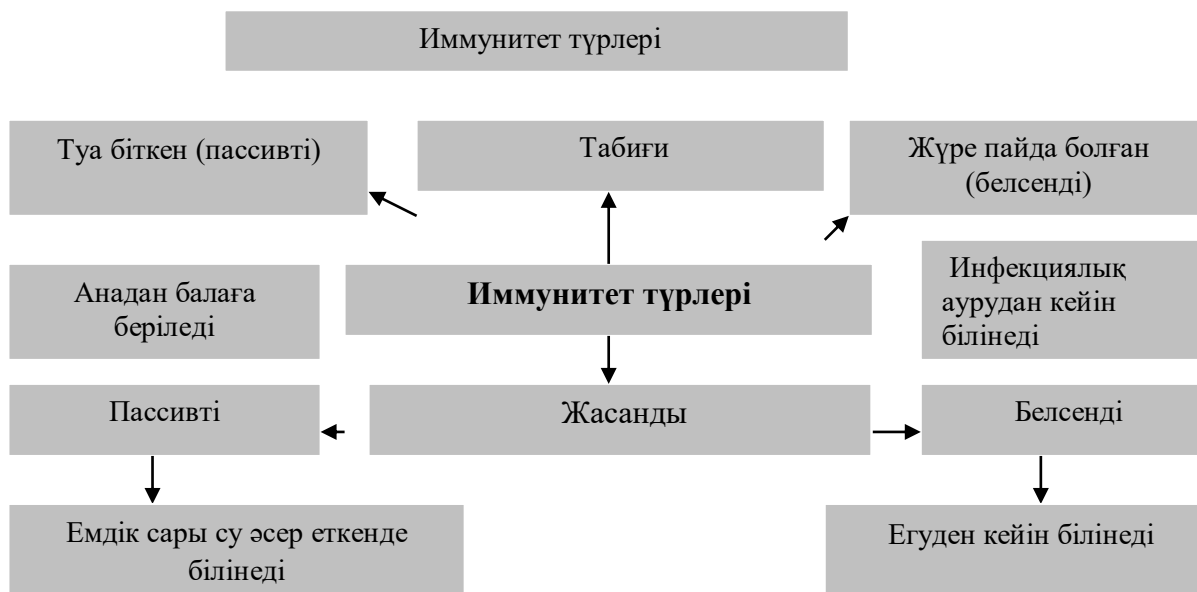 Иммунитет түрлері
Туа біткен (пассивті)
Табиғи
Жүре пайда болған
(белсенді)
Анадан балаға
беріледі
Иммунитет түрлері
Инфекциялық
аурудан кейін
білінеді
Пассивті
Жасанды
Белсенді
Емдік сары су әсер еткенде
білінеді
Егуден кейін білінеді